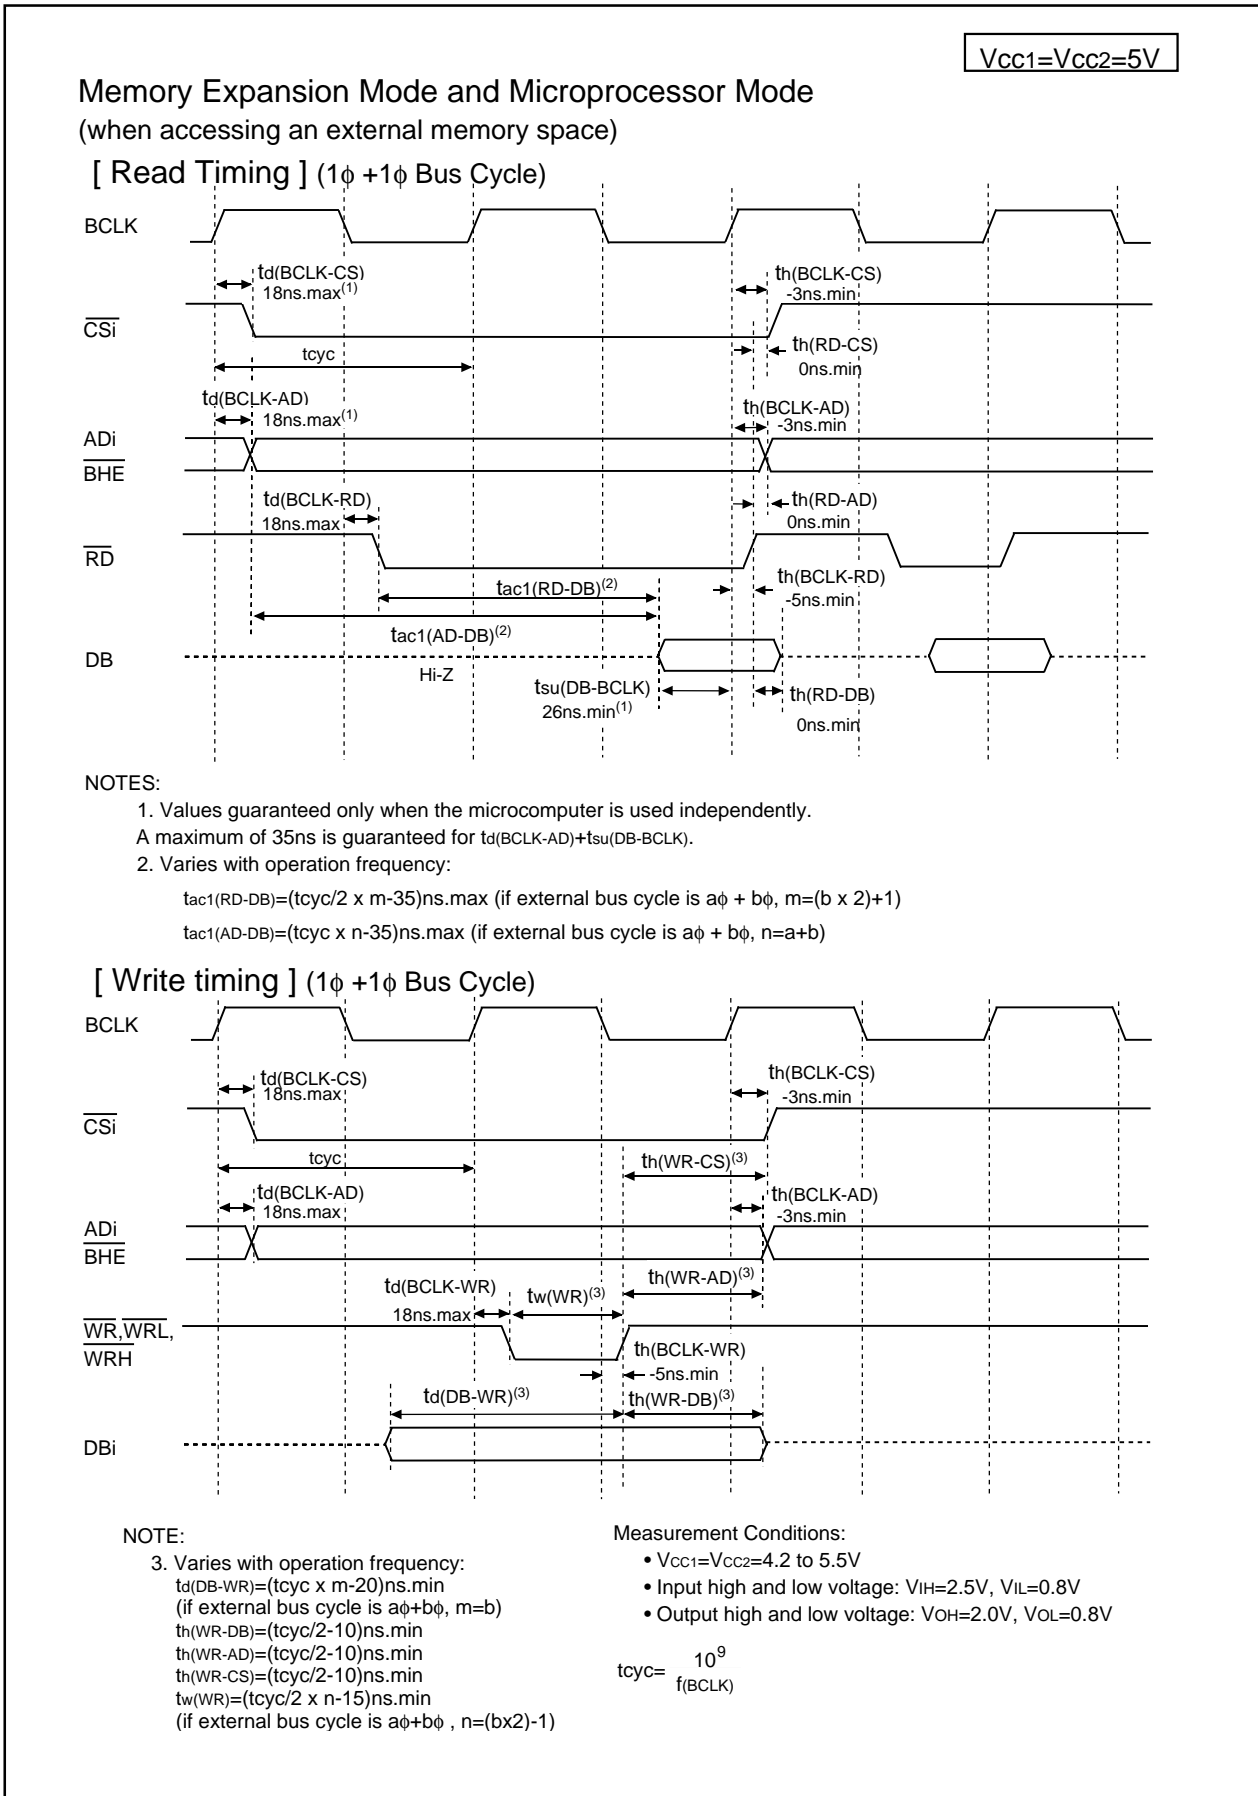 Vcc1=Vcc2=5V
Memory Expansion Mode and Microprocessor Mode
(when accessing an external memory space)
[ Read Timing ] (1ϕ +1ϕ Bus Cycle)
BCLK
td(BCLK-CS)
18ns.max(1)
th(BCLK-CS)
-3ns.min
CSi
tcyc
th(RD-CS)
0ns.min
td(BCLK-AD)
18ns.max(1)
th(BCLK-AD)
-3ns.min
ADi
BHE
td(BCLK-RD)
18ns.max
th(RD-AD)
0ns.min
RD
tac1(RD-DB)(2)
th(BCLK-RD)
-5ns.min
tac1(AD-DB)(2)
DB
Hi-Z
tsu(DB-BCLK)
26ns.min(1)
th(RD-DB)
0ns.min
NOTES:
1. Values guaranteed only when the microcomputer is used independently.
A maximum of 35ns is guaranteed for td(BCLK-AD)+tsu(DB-BCLK).
2. Varies with operation frequency:
tac1(RD-DB)=(tcyc/2 x m-35)ns.max (if external bus cycle is aϕ + bϕ, m=(b x 2)+1)
tac1(AD-DB)=(tcyc x n-35)ns.max (if external bus cycle is aϕ + bϕ, n=a+b)
[ Write timing ] (1ϕ +1ϕ Bus Cycle)
BCLK
td(BCLK-CS)
18ns.max
th(BCLK-CS)
-3ns.min
CSi
tcyc
th(WR-CS)(3)
td(BCLK-AD)
18ns.max
th(BCLK-AD)
-3ns.min
ADi
BHE
td(BCLK-WR)
18ns.max
tw(WR)(3)
th(WR-AD)(3)
WR,WRL,
WRH
th(BCLK-WR)
-5ns.min
td(DB-WR)(3)
th(WR-DB)(3)
DBi
NOTE:
3. Varies with operation frequency:
td(DB-WR)=(tcyc x m-20)ns.min
(if external bus cycle is aϕ+bϕ, m=b)
th(WR-DB)=(tcyc/2-10)ns.min
th(WR-AD)=(tcyc/2-10)ns.min
th(WR-CS)=(tcyc/2-10)ns.min
tw(WR)=(tcyc/2 x n-15)ns.min
(if external bus cycle is aϕ+bϕ , n=(bx2)-1)
Measurement Conditions:
• VCC1=VCC2=4.2 to 5.5V
• Input high and low voltage: VIH=2.5V, VIL=0.8V
• Output high and low voltage: VOH=2.0V, VOL=0.8V
tcyc= 10^9
f(BCLK)